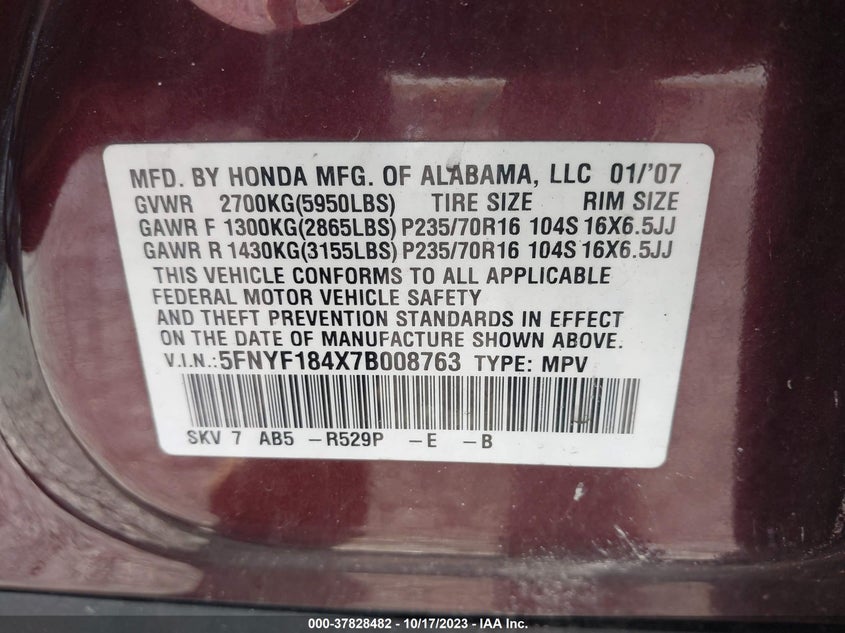 MFD. BY HONDA MFG. OF ALABAMA, LLC 01/'07
GVWR 2700KG(5950LBS) TIRE SIZE RIM SIZE
GAWR F 1300KG(2865LBS) P235/70R16 104S 16X6.5JJ
GAWR R 1430KG(3155LBS) P235/70R16 104S 16X6.5JJ
THIS VEHICLE CONFORMS TO ALL APPLICABLE
FEDERAL MOTOR VEHICLE SAFETY
AND THEFT PREVENTION STANDARDS IN EFFECT
ON THE DATE OF MANUFACTURE SHOWN ABOVE.
V.I.N.:5FNYF184X7B008763 TYPE: MPV
SKV 7 AB5 -R529P -E -B
000-37828482 - 10/17/2023 - IAA Inc.